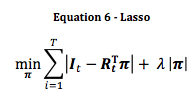 Equation 6 - Lasso
min_π ∑_{i=1}^{T} |I_t − R_t^T π| + λ |π|